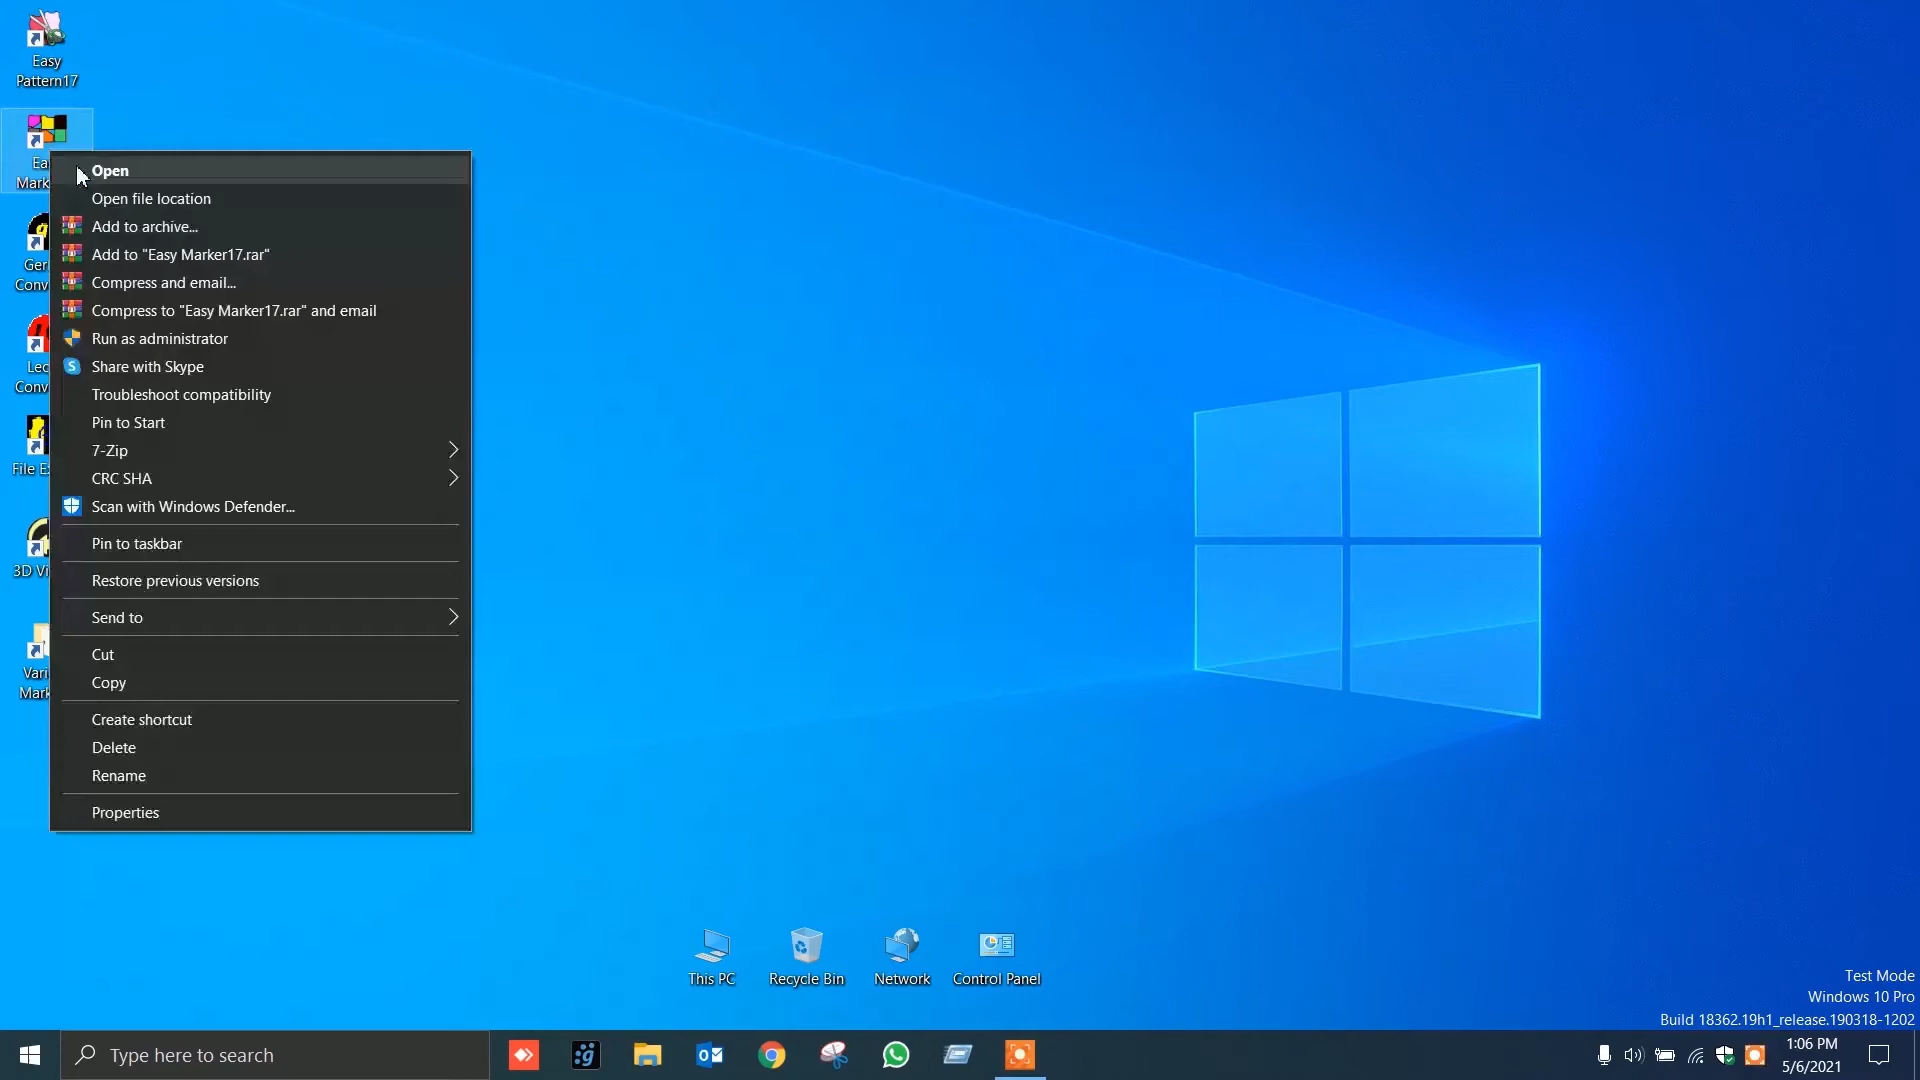 Easy
Pattern17
Open
Open file location
Add to archive...
Add to "Easy Marker17.rar"
Compress and email...
Compress to "Easy Marker17.rar" and email
Run as administrator
Share with Skype
Troubleshoot compatibility
Pin to Start
7-Zip
CRC SHA
Scan with Windows Defender...
Pin to taskbar
Restore previous versions
Send to
Cut
Copy
Create shortcut
Delete
Rename
Properties
This PC
Recycle Bin
Network
Control Panel
Test Mode
Windows 10 Pro
Build 18362.19h1_release.190318-1202
Type here to search
1:06 PM
5/6/2021